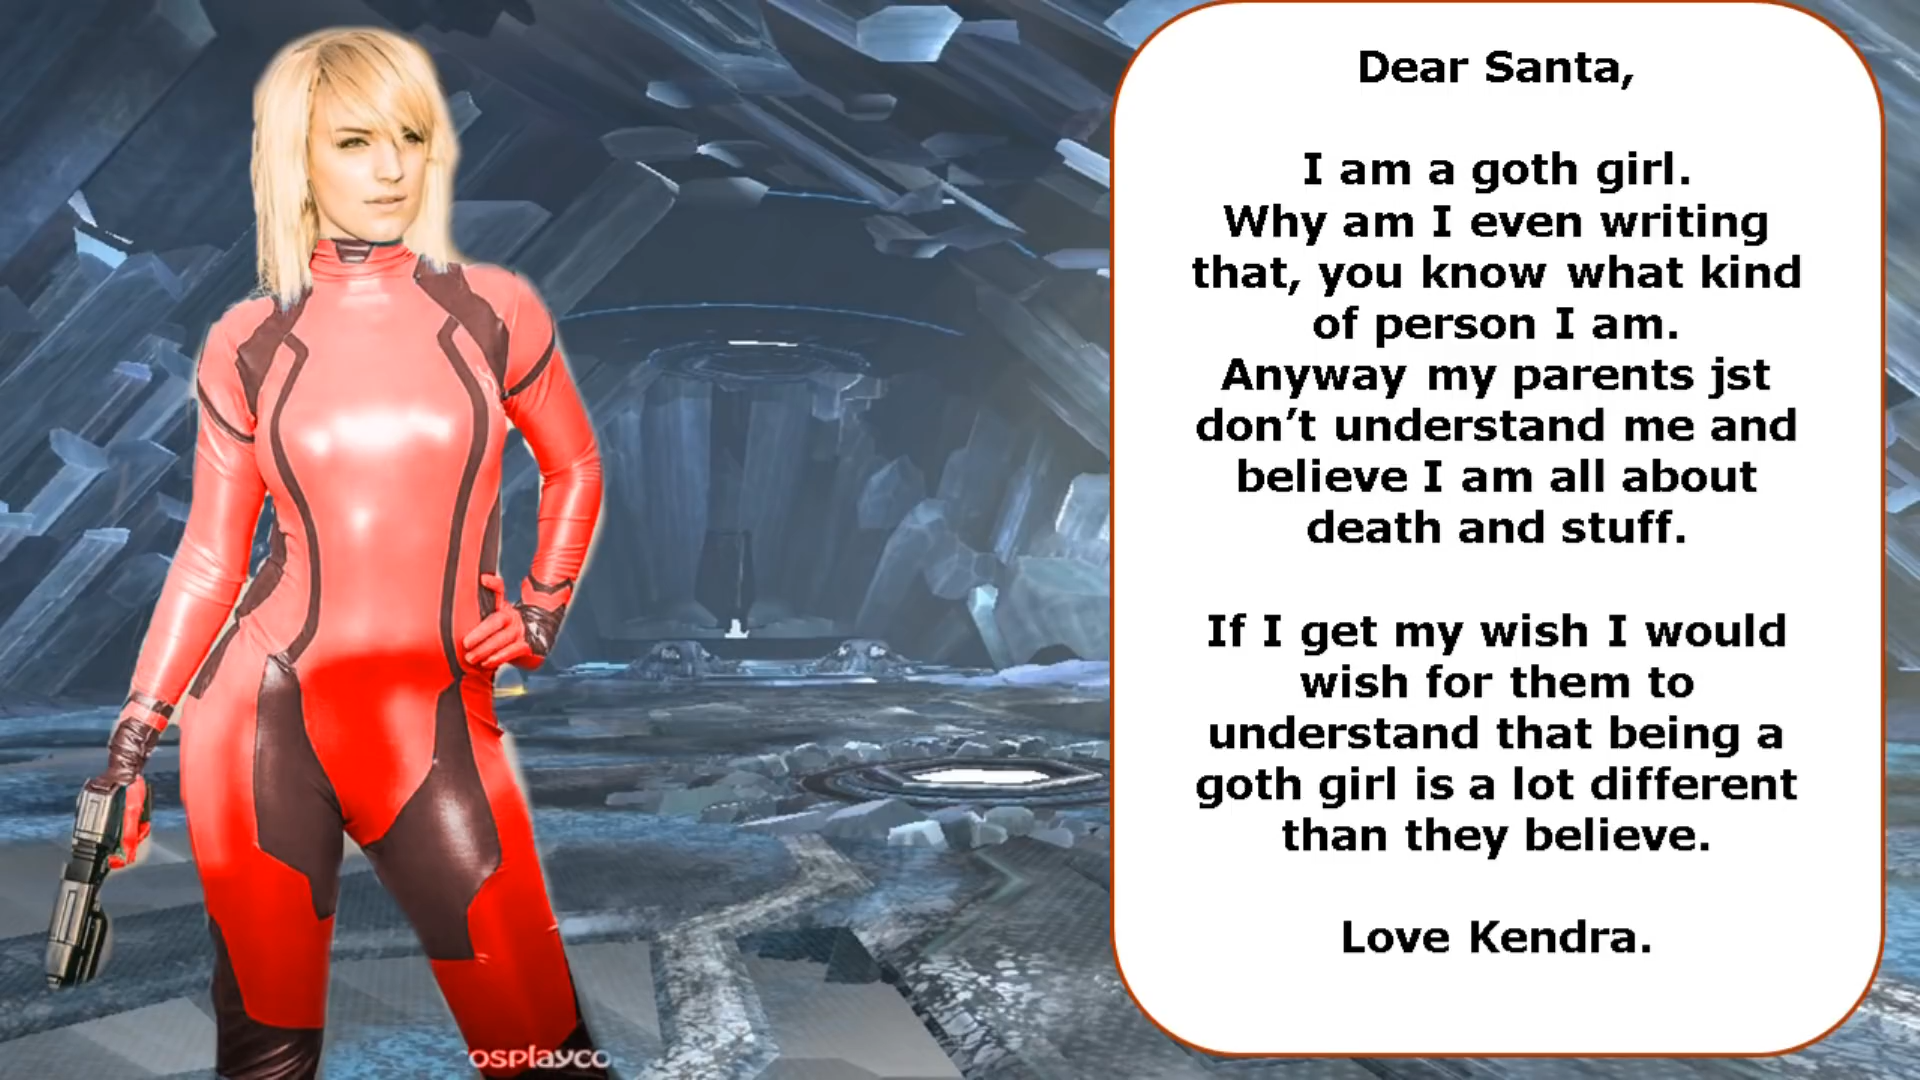 Dear Santa,
I am a goth girl.
Why am I even writing
that, you know what kind
of person I am.
Anyway my parents jst
don’t understand me and
believe I am all about
death and stuff.
If I get my wish I would
wish for them to
understand that being a
goth girl is a lot different
than they believe.
Love Kendra.
osplayco